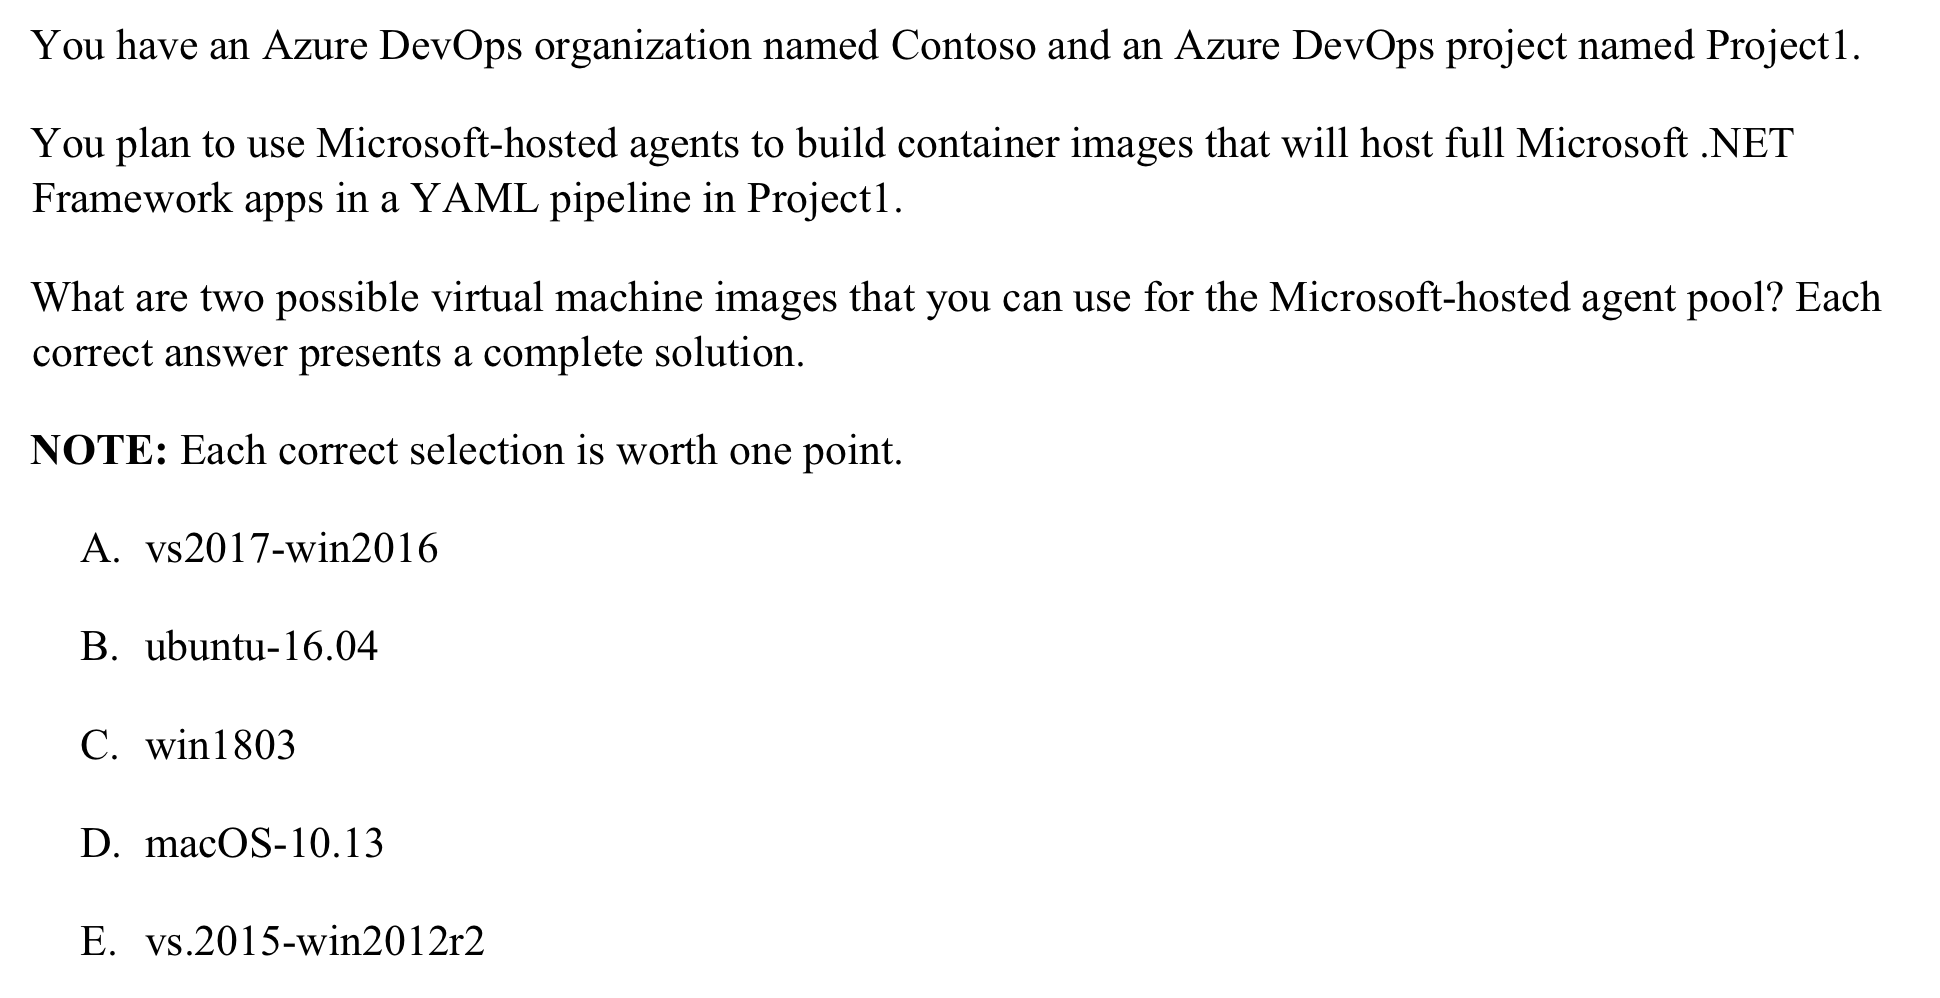 You have an Azure DevOps organization named Contoso and an Azure DevOps project named Project1.
You plan to use Microsoft-hosted agents to build container images that will host full Microsoft .NET
Framework apps in a YAML pipeline in Project1.
What are two possible virtual machine images that you can use for the Microsoft-hosted agent pool? Each
correct answer presents a complete solution.
NOTE: Each correct selection is worth one point.
A. vs2017-win2016
B. ubuntu-16.04
C. win1803
D. macOS-10.13
E. vs.2015-win2012r2